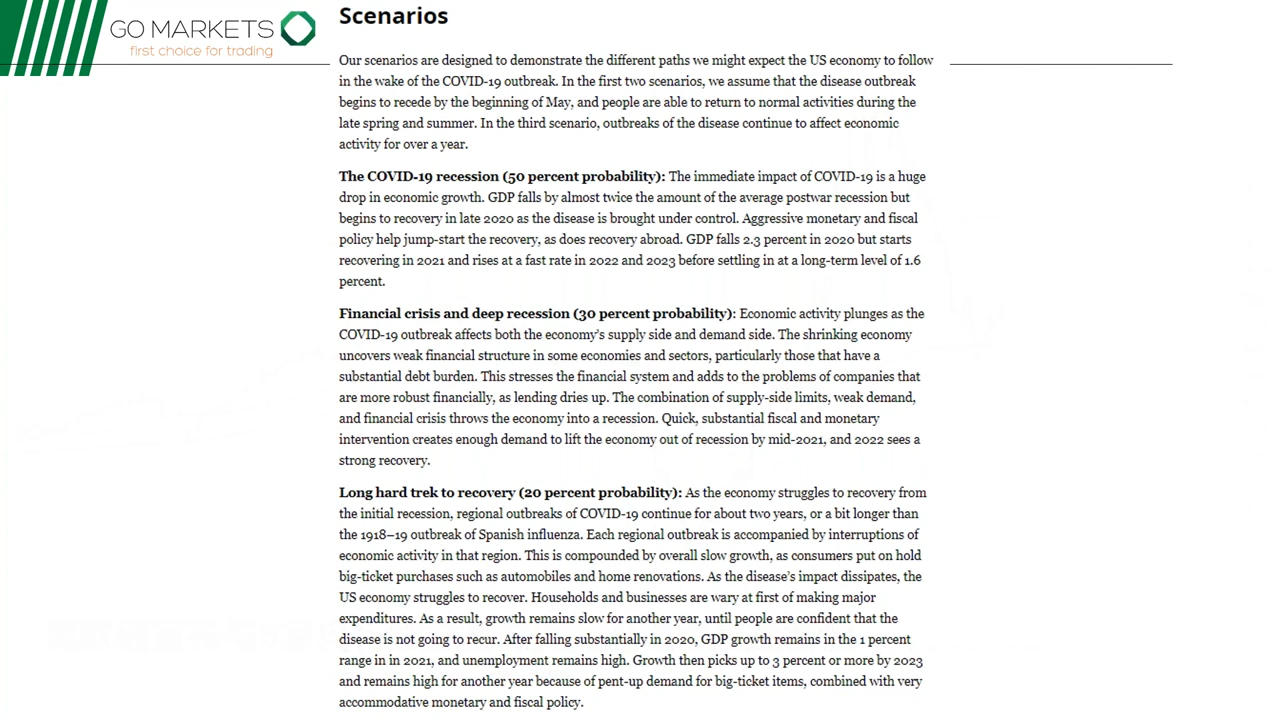 GO MARKETS
first choice for trading
Scenarios
Our scenarios are designed to demonstrate the different paths we might expect the US economy to follow
in the wake of the COVID-19 outbreak. In the first two scenarios, we assume that the disease outbreak
begins to recede by the beginning of May, and people are able to return to normal activities during the
late spring and summer. In the third scenario, outbreaks of the disease continue to affect economic
activity for over a year.
The COVID-19 recession (50 percent probability): The immediate impact of COVID-19 is a huge
drop in economic growth. GDP falls by almost twice the amount of the average postwar recession but
begins to recovery in late 2020 as the disease is brought under control. Aggressive monetary and fiscal
policy help jump-start the recovery, as does recovery abroad. GDP falls 2.3 percent in 2020 but starts
recovering in 2021 and rises at a fast rate in 2022 and 2023 before settling in at a long-term level of 1.6
percent.
Financial crisis and deep recession (30 percent probability): Economic activity plunges as the
COVID-19 outbreak affects both the economy's supply side and demand side. The shrinking economy
uncovers weak financial structure in some economies and sectors, particularly those that have a
substantial debt burden. This stresses the financial system and adds to the problems of companies that
are more robust financially, as lending dries up. The combination of supply-side limits, weak demand,
and financial crisis throws the economy into a recession. Quick, substantial fiscal and monetary
intervention creates enough demand to lift the economy out of recession by mid-2021, and 2022 sees a
strong recovery.
Long hard trek to recovery (20 percent probability): As the economy struggles to recovery from
the initial recession, regional outbreaks of COVID-19 continue for about two years, or a bit longer than
the 1918–19 outbreak of Spanish influenza. Each regional outbreak is accompanied by interruptions of
economic activity in that region. This is compounded by overall slow growth, as consumers put on hold
big-ticket purchases such as automobiles and home renovations. As the disease's impact dissipates, the
US economy struggles to recover. Households and businesses are wary at first of making major
expenditures. As a result, growth remains slow for another year, until people are confident that the
disease is not going to recur. After falling substantially in 2020, GDP growth remains in the 1 percent
range in in 2021, and unemployment remains high. Growth then picks up to 3 percent or more by 2023
and remains high for another year because of pent-up demand for big-ticket items, combined with very
accommodative monetary and fiscal policy.